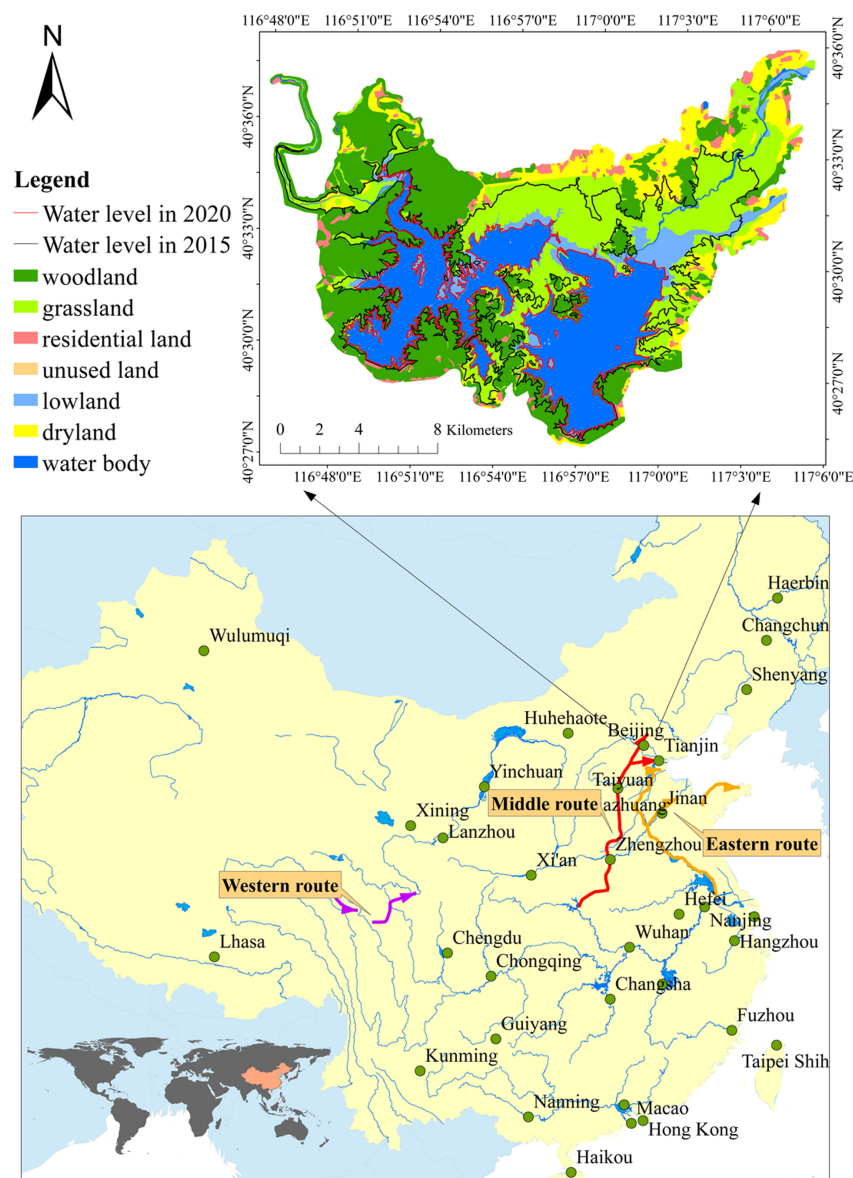 116°48'0"E 116°51'0"E 116°54'0"E 116°57'0"E 117°0'0"E 117°3'0"E 117°6'0"E
N
40°36'0"N
40°33'0"N
40°30'0"N
40°27'0"N
40°36'0"N
40°33'0"N
40°30'0"N
40°27'0"N
Legend
Water level in 2020
Water level in 2015
woodland
grassland
residential land
unused land
lowland
dryland
water body
0 2 4 8 Kilometers
116°48'0"E 116°51'0"E 116°54'0"E 116°57'0"E 117°0'0"E 117°3'0"E 117°6'0"E
Haerbin
Wulumuqi
Changchun
Shenyang
Huhehaote
Beijing
Tianjin
Yinchuan
Taiyuan
Middle route
azhuang
Jinan
Xining
Lanzhou
Zhengzhou
Eastern route
Xi'an
Western route
Hefei
Nanjing
Wuhan
Hangzhou
Lhasa
Chengdu
Chongqing
Changsha
Guiyang
Fuzhou
Kunming
Taipei Shih
Nanning
Macao
Hong Kong
Haikou